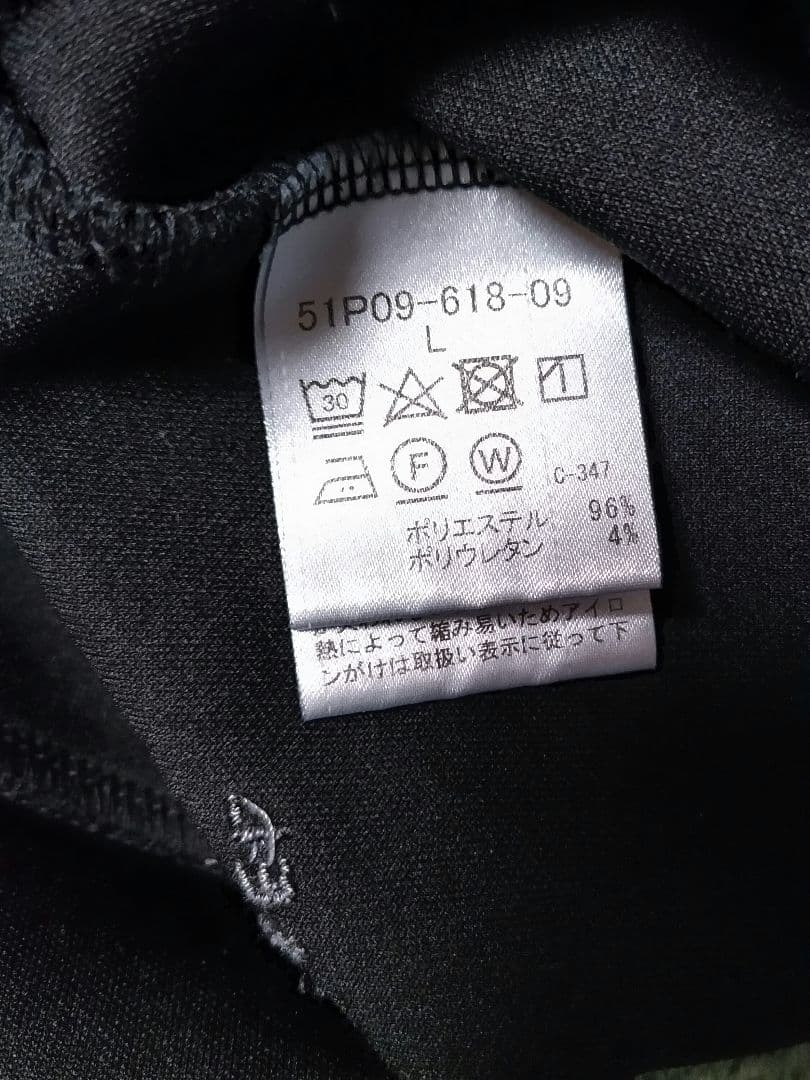 51P09-618-09
L
30
F W C-347
ポリエステル 96%
ポリウレタン 4%
熱によって縮み易いためアイロ
ンがけは取扱い表示に従って下